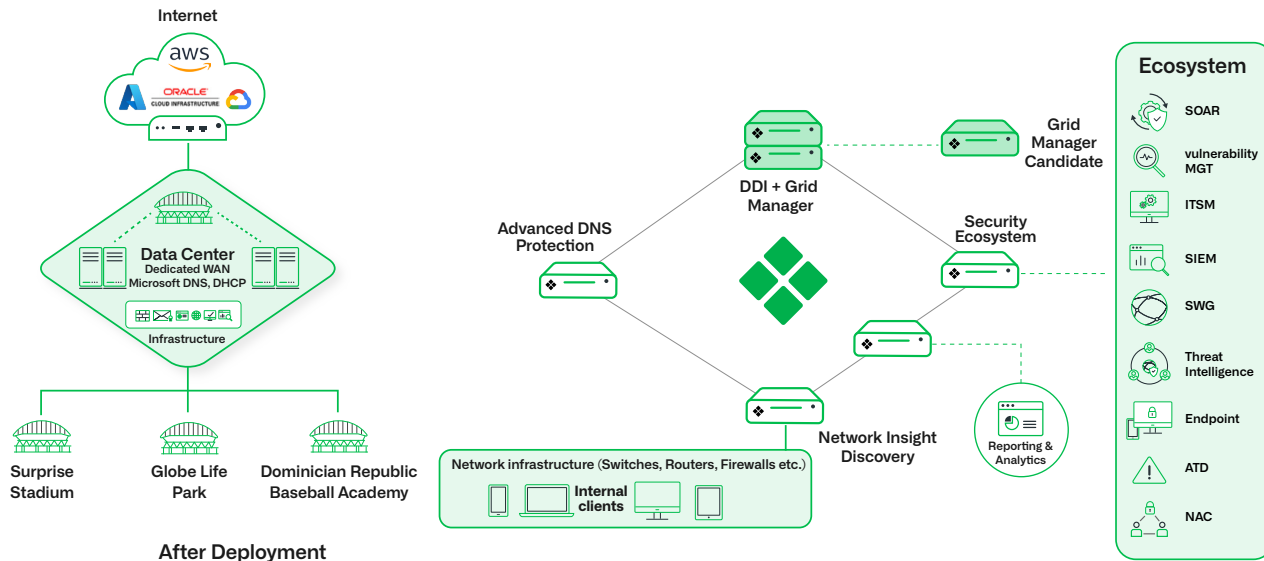 Internet
aws
ORACLE
CLOUD INFRASTRUCTURE
Data Center
Dedicated WAN
Microsoft DNS, DHCP
Infrastructure
Surprise
Stadium
Globe Life
Park
Dominician Republic
Baseball Academy
After Deployment
Advanced DNS
Protection
DDI + Grid
Manager
Grid
Manager
Candidate
Security
Ecosystem
Network Insight
Discovery
Reporting &
Analytics
Network infrastructure (Switches, Routers, Firewalls etc.)
Internal
clients
Ecosystem
SOAR
vulnerability
MGT
ITSM
SIEM
SWG
Threat
Intelligence
Endpoint
ATD
NAC